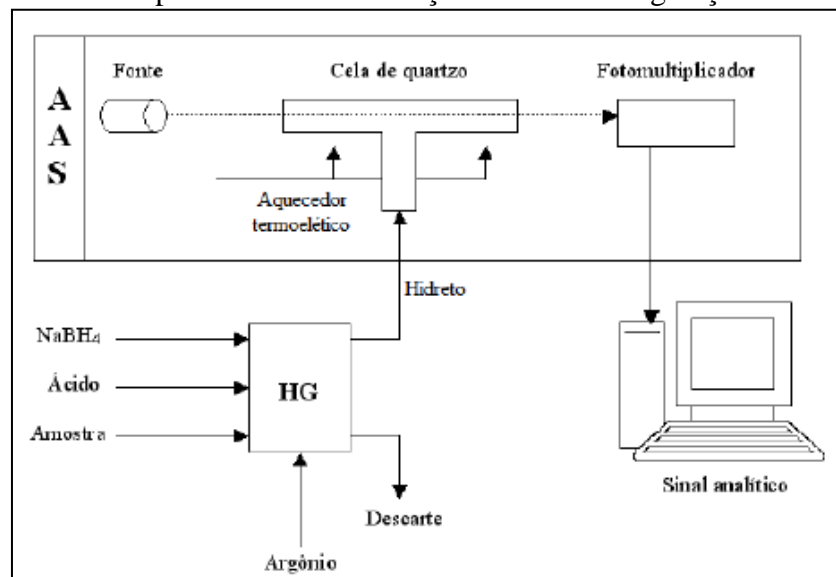 Fonte
Cela de quartzo
Fotomultiplicador
A
A
S
Aquecedor
termoelético
Hidreto
NaBH₄
Ácido
HG
Amostra
Sinal analítico
Descarte
Argônio